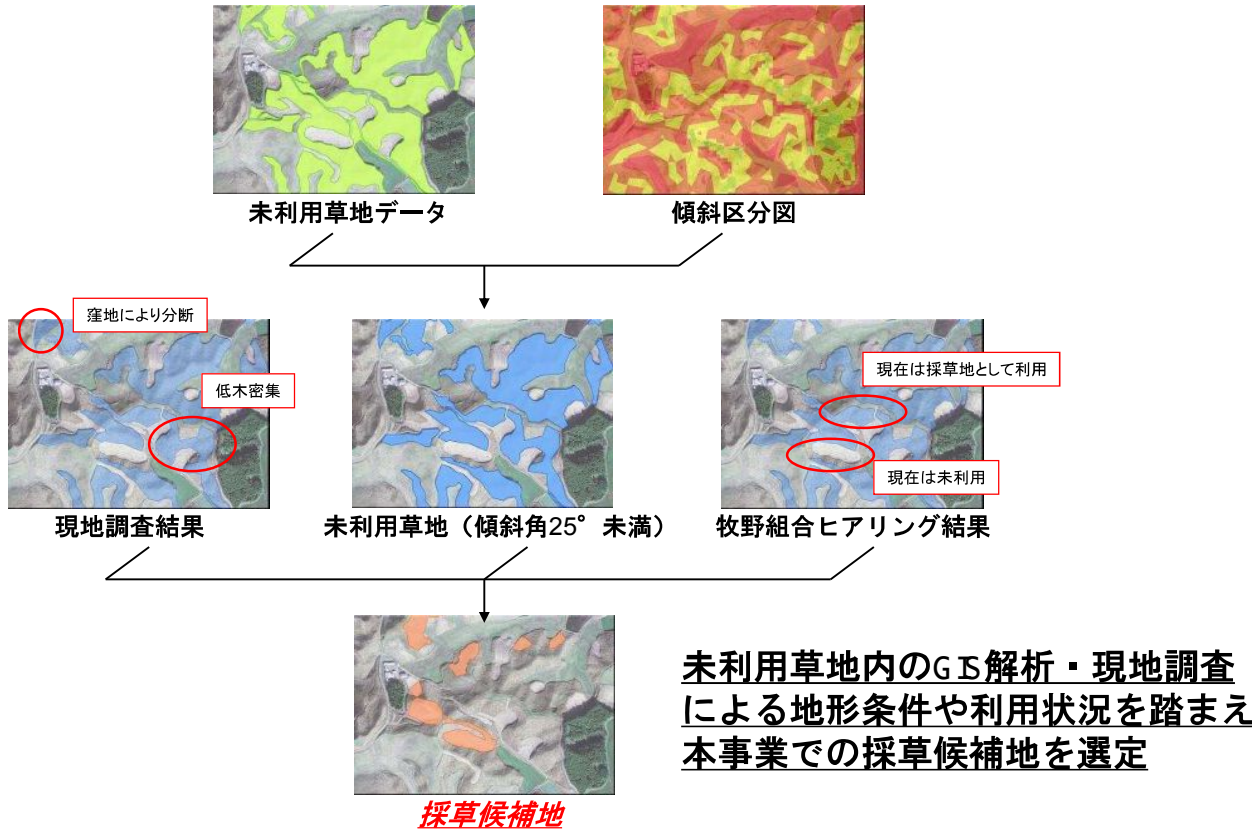 未利用草地データ
傾斜区分図
窪地により分断
低木密集
現在は採草地として利用
現在は未利用
現地調査結果
未利用草地（傾斜角25°未満）
牧野組合ヒアリング結果
採草候補地
未利用草地内のGIS解析・現地調査
による地形条件や利用状況を踏まえ
本事業での採草候補地を選定